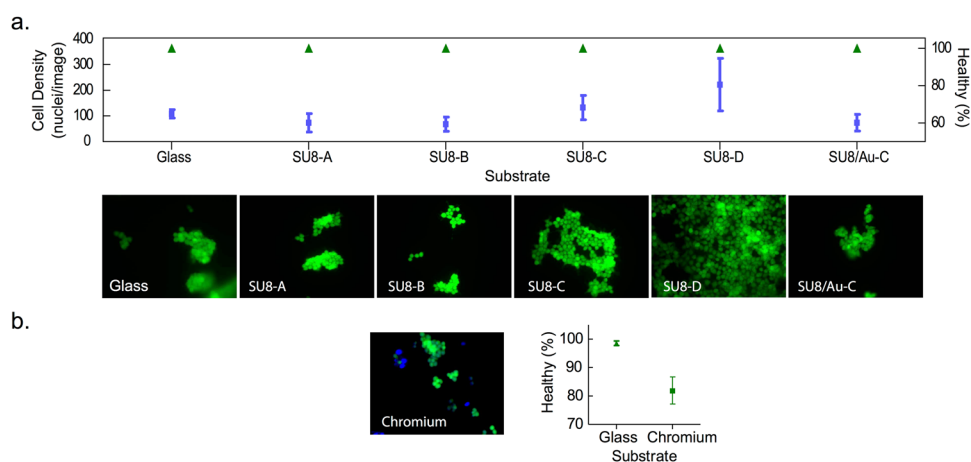 a.
400
300
200
100
0
Cell Density
(nuclei/image)
100
80
60
Healthy (%)
Glass SU8-A SU8-B SU8-C SU8-D SU8/Au-C
Substrate
Glass SU8-A SU8-B SU8-C SU8-D SU8/Au-C
b.
Chromium
100
90
80
70
Healthy (%)
Glass Chromium
Substrate